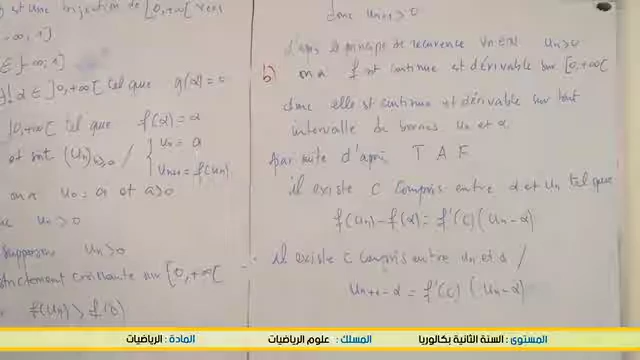 est une bijection de [0,+∞[ vers
-∞; 1]
∈ ]-∞; 1]
∃! α ∈ ]0,+∞[ tel que g(α) = 0
]0,+∞[ tel que f(α) = α
et soit (Un)n≥0 / { U0 = a
Un+1 = f(Un)
on a U0 = a et a>0
Un > 0
Supposons Un>0
strictement croissante sur [0,+∞[
f(Un) > f(0)
donc Un+1 > 0
d'après le principe de récurrence ∀n∈ℕ Un>0
b) on a f est continue et dérivable sur [0,+∞[
donc elle est continue et dérivable sur tout
intervalle de bornes Un et α
par suite d'après T A F
il existe C compris entre α et Un tel que
f(Un) - f(α) = f'(c) (Un - α)
il existe C compris entre Un et α /
Un+1 - α = f'(c) (Un - α)
المستوى : السنة الثانية بكالوريا المسلك : علوم الرياضيات المادة : الرياضيات